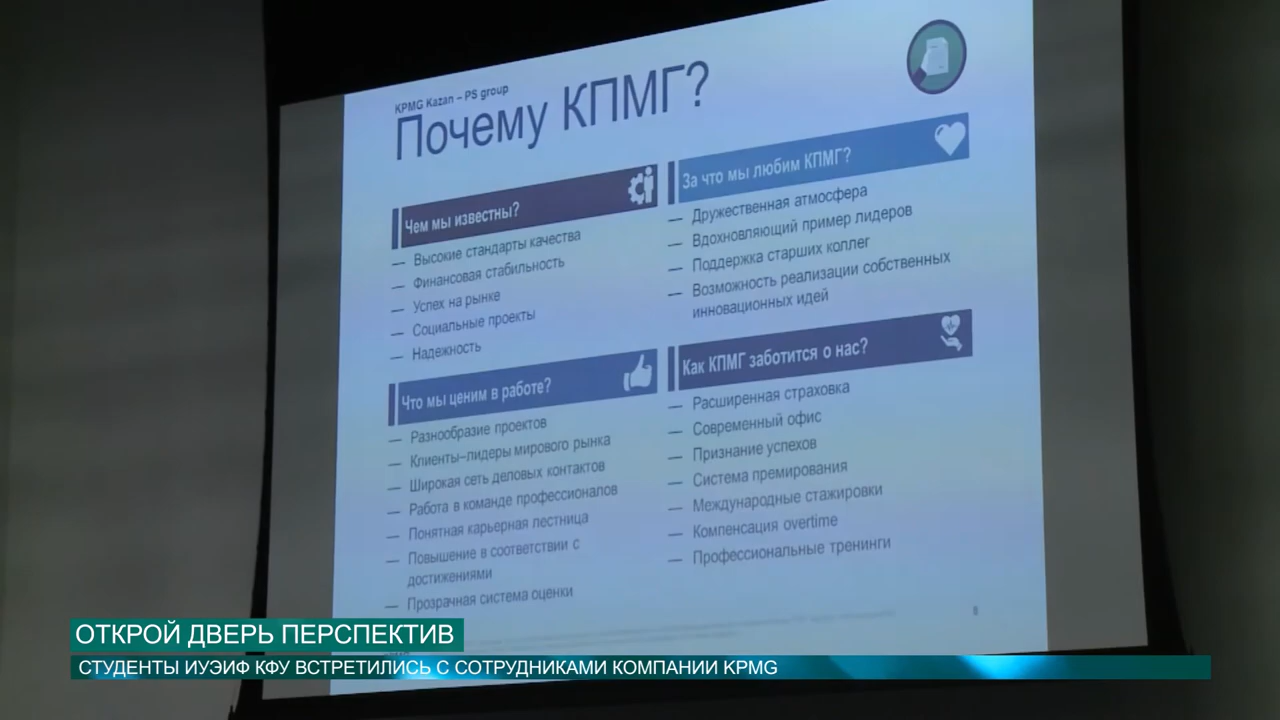 KPMG Kazan – PS group
Почему КПМГ?
Чем мы известны?
— Высокие стандарты качества
— Финансовая стабильность
— Успех на рынке
— Социальные проекты
— Надежность
Что мы ценим в работе?
— Разнообразие проектов
— Клиенты–лидеры мирового рынка
— Широкая сеть деловых контактов
— Работа в команде профессионалов
— Понятная карьерная лестница
— Повышение в соответствии с
достижениями
— Прозрачная система оценки
За что мы любим КПМГ?
— Дружественная атмосфера
— Вдохновляющий пример лидеров
— Поддержка старших коллег
— Возможность реализации собственных
инновационных идей
Как КПМГ заботится о нас?
— Расширенная страховка
— Современный офис
— Признание успехов
— Система премирования
— Международные стажировки
— Компенсация overtime
— Профессиональные тренинги
8
ОТКРОЙ ДВЕРЬ ПЕРСПЕКТИВ
СТУДЕНТЫ ИУЭИФ КФУ ВСТРЕТИЛИСЬ С СОТРУДНИКАМИ КОМПАНИИ KPMG